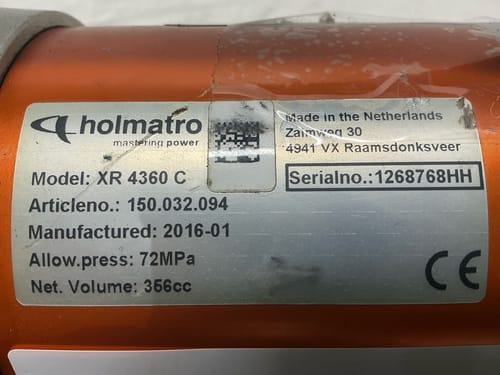 holmatro
mastering power
Made in the Netherlands
Zalmweg 30
4941 VX Raamsdonksveer
Model: XR 4360 C
Serialno.:1268768HH
Articleno.: 150.032.094
Manufactured: 2016-01
Allow.press: 72MPa
Net. Volume: 356cc
CE